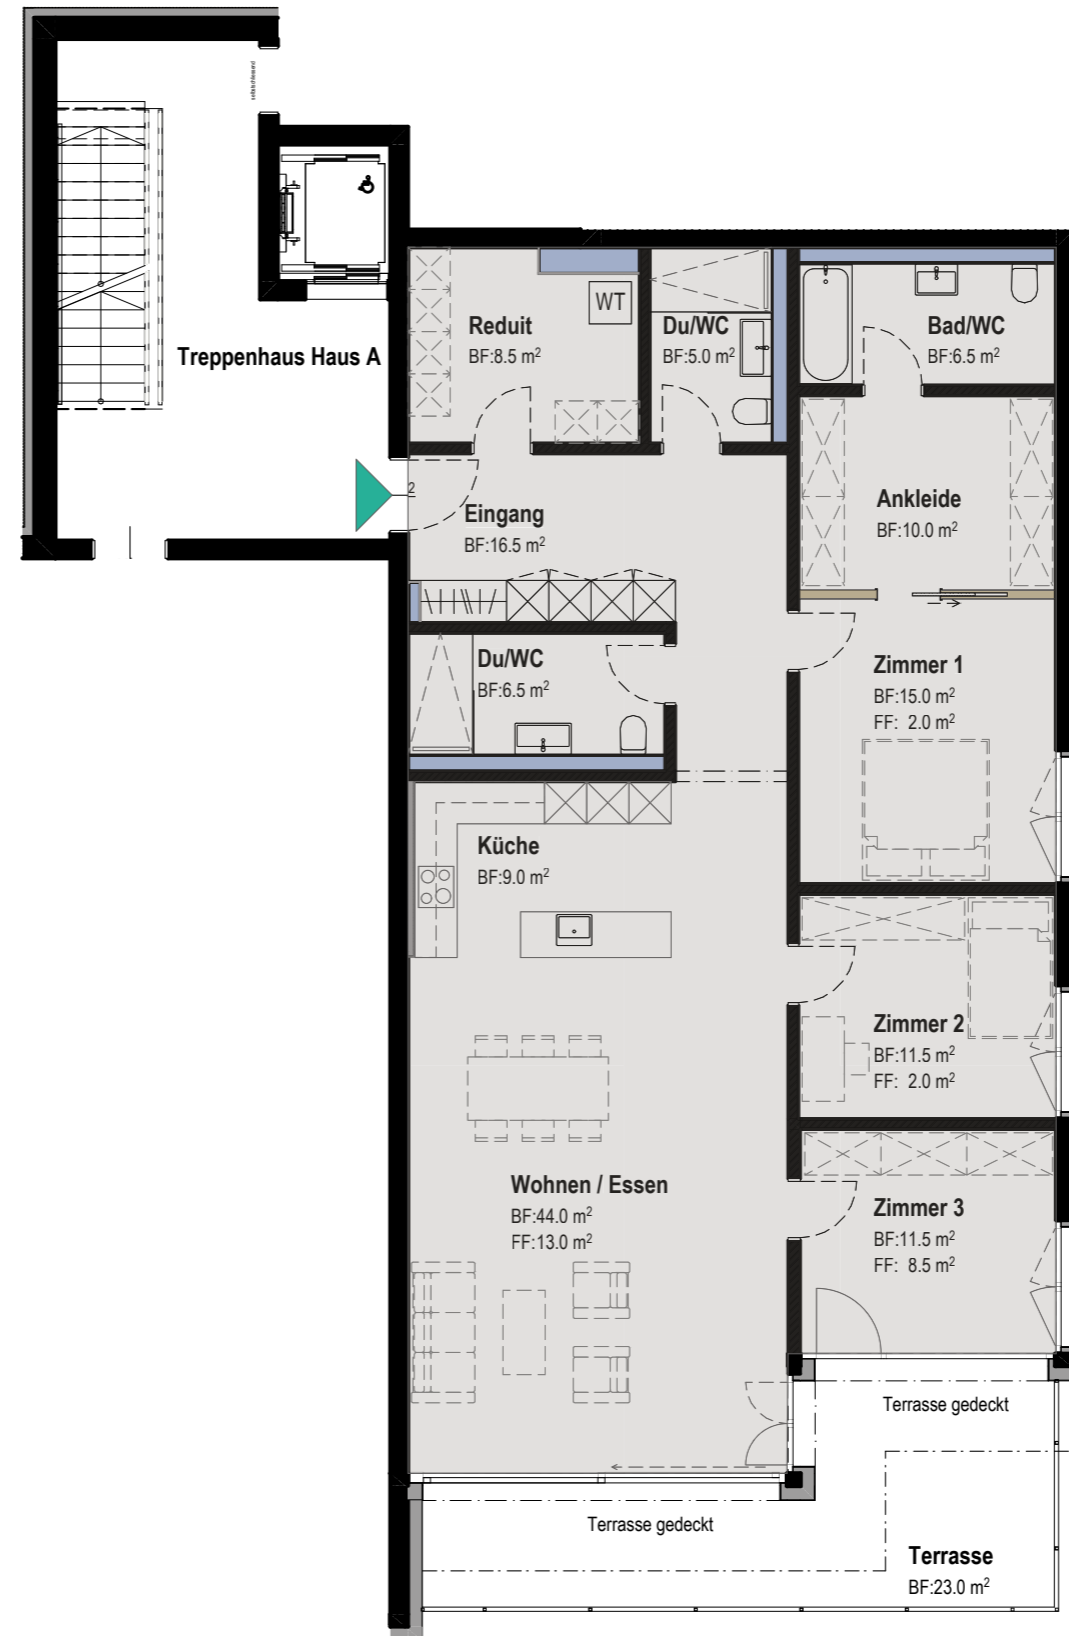 selbstschliessend
Treppenhaus Haus A
Reduit
BF:8.5 m²
WT
Du/WC
BF:5.0 m²
Bad/WC
BF:6.5 m²
2
Eingang
BF:16.5 m²
Ankleide
BF:10.0 m²
Du/WC
BF:6.5 m²
Zimmer 1
BF:15.0 m²
FF: 2.0 m²
Küche
BF:9.0 m²
Zimmer 2
BF:11.5 m²
FF: 2.0 m²
Wohnen / Essen
BF:44.0 m²
FF:13.0 m²
Zimmer 3
BF:11.5 m²
FF: 8.5 m²
Terrasse gedeckt
Terrasse gedeckt
Terrasse
BF:23.0 m²